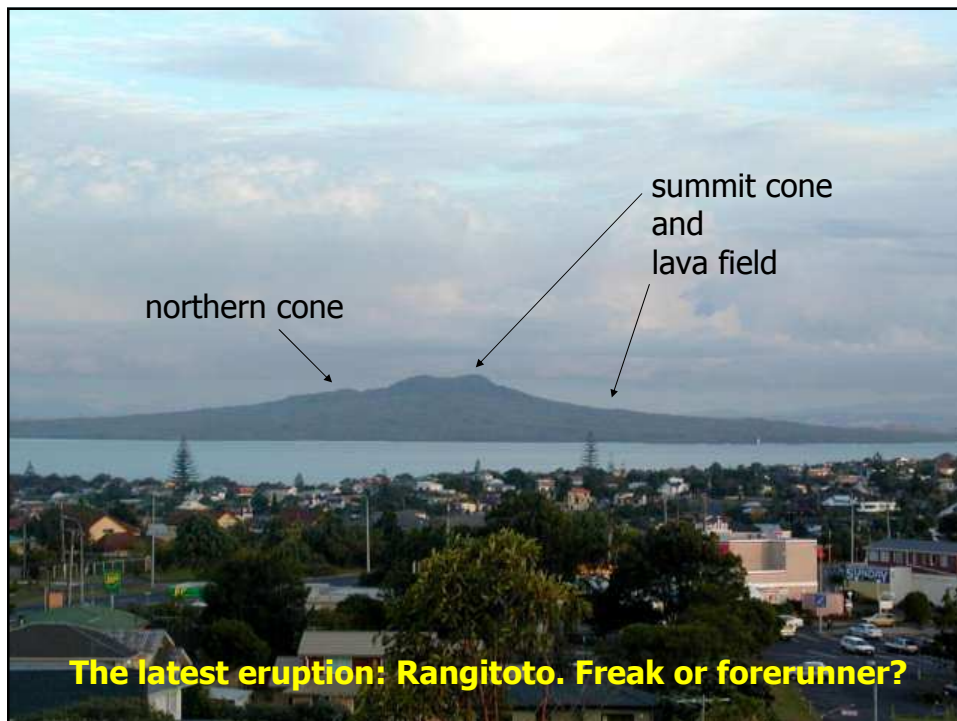 summit cone
and
lava field
northern cone
The latest eruption: Rangitoto. Freak or forerunner?